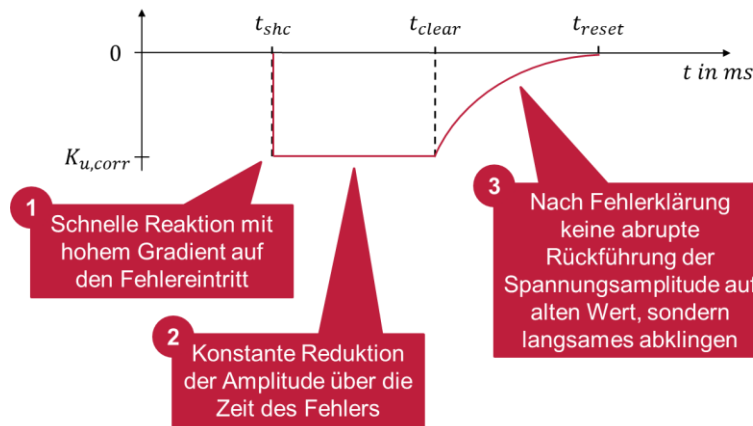 t_shc
t_clear
t_reset
0
t in ms
K_u,corr
1
Schnelle Reaktion mit
hohem Gradient auf
den Fehlereintritt
2
Konstante Reduktion
der Amplitude über die
Zeit des Fehlers
3
Nach Fehlerklärung
keine abrupte
Rückführung der
Spannungsamplitude auf
alten Wert, sondern
langsames abklingen